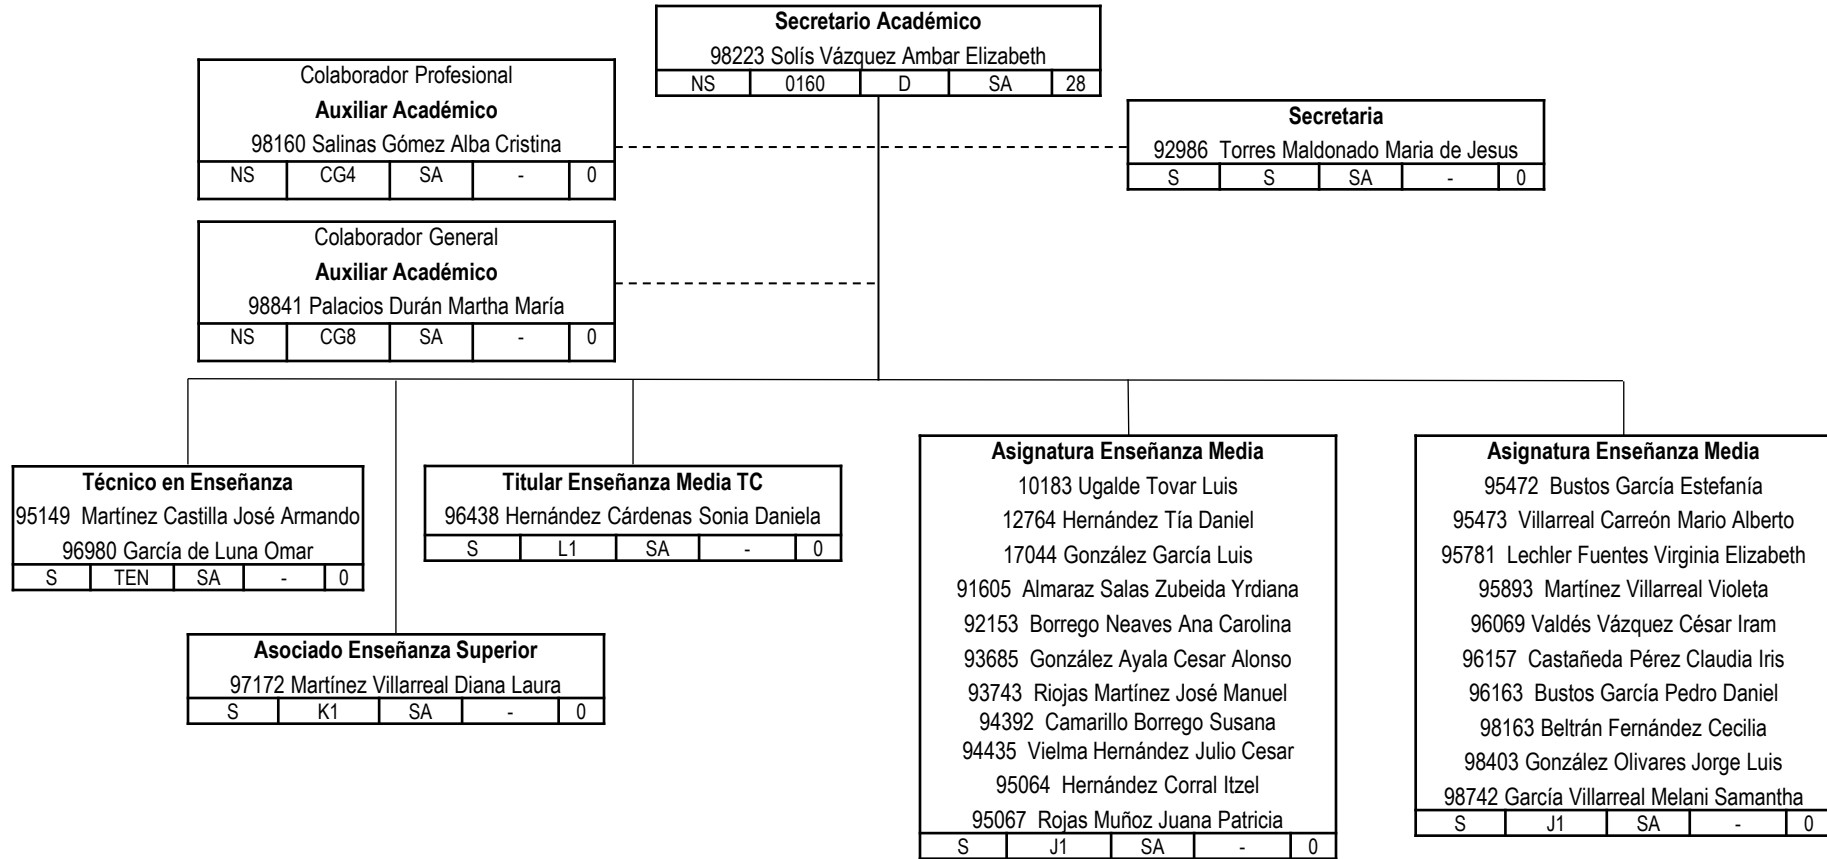 Secretario Académico
98223 Solís Vázquez Ambar Elizabeth
NS 0160 D SA 28
Colaborador Profesional
Auxiliar Académico
98160 Salinas Gómez Alba Cristina
NS CG4 SA - 0
Secretaria
92986 Torres Maldonado Maria de Jesus
S S SA - 0
Colaborador General
Auxiliar Académico
98841 Palacios Durán Martha María
NS CG8 SA - 0
Técnico en Enseñanza
95149 Martínez Castilla José Armando
96980 García de Luna Omar
S TEN SA - 0
Asociado Enseñanza Superior
97172 Martínez Villarreal Diana Laura
S K1 SA - 0
Titular Enseñanza Media TC
96438 Hernández Cárdenas Sonia Daniela
S L1 SA - 0
Asignatura Enseñanza Media
10183 Ugalde Tovar Luis
12764 Hernández Tía Daniel
17044 González García Luis
91605 Almaraz Salas Zubeida Yrdiana
92153 Borrego Neaves Ana Carolina
93685 González Ayala Cesar Alonso
93743 Riojas Martínez José Manuel
94392 Camarillo Borrego Susana
94435 Vielma Hernández Julio Cesar
95064 Hernández Corral Itzel
95067 Rojas Muñoz Juana Patricia
S J1 SA - 0
Asignatura Enseñanza Media
95472 Bustos García Estefanía
95473 Villarreal Carreón Mario Alberto
95781 Lechler Fuentes Virginia Elizabeth
95893 Martínez Villarreal Violeta
96069 Valdés Vázquez César Iram
96157 Castañeda Pérez Claudia Iris
96163 Bustos García Pedro Daniel
98163 Beltrán Fernández Cecilia
98403 González Olivares Jorge Luis
98742 García Villarreal Melani Samantha
S J1 SA - 0